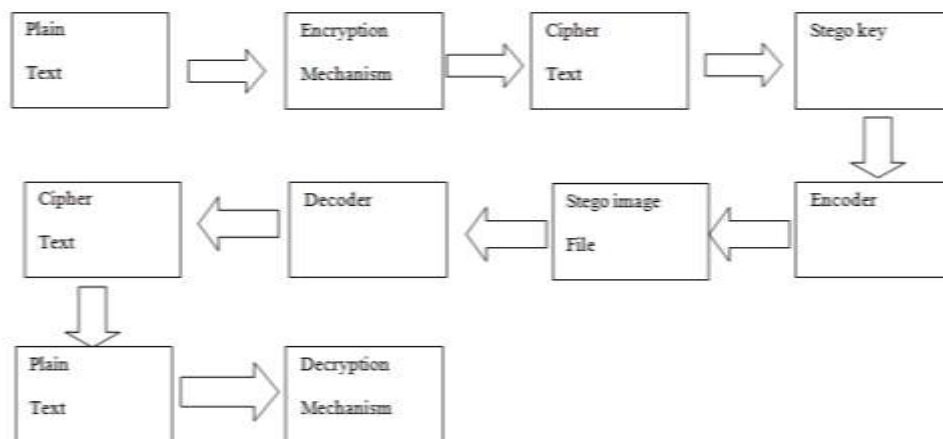 Plain
Text
Encryption
Mechanism
Cipher
Text
Stego key
Cipher
Text
Decoder
Stego image
File
Encoder
Plain
Text
Decryption
Mechanism